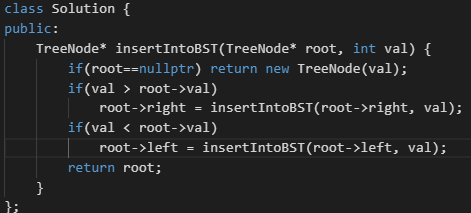 class Solution {
public:
    TreeNode* insertIntoBST(TreeNode* root, int val) {
        if(root==nullptr) return new TreeNode(val);
        if(val > root->val)
            root->right = insertIntoBST(root->right, val);
        if(val < root->val)
            root->left = insertIntoBST(root->left, val);
        return root;
    }
};